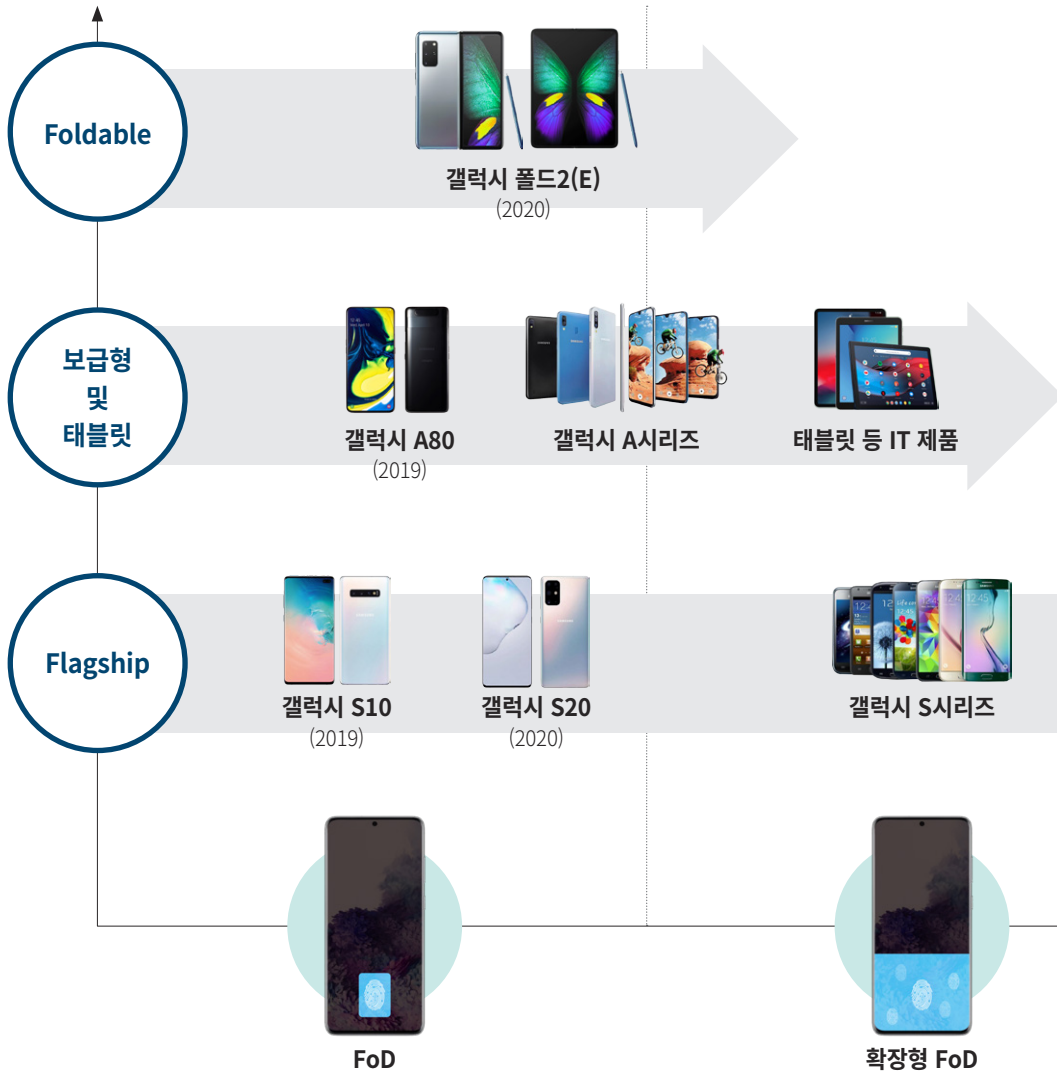 Foldable
갤럭시 폴드2(E)
(2020)
보급형
및
태블릿
갤럭시 A80
(2019)
갤럭시 A시리즈
태블릿 등 IT 제품
Flagship
갤럭시 S10
(2019)
갤럭시 S20
(2020)
갤럭시 S시리즈
FoD
확장형 FoD